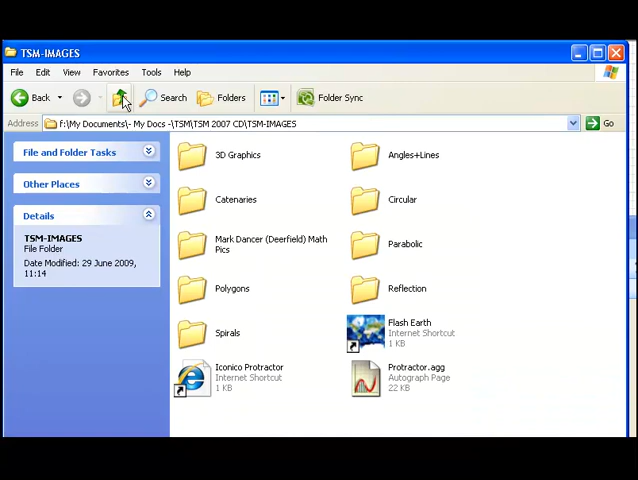 TSM-IMAGES
File Edit View Favorites Tools Help
Back Search Folders Folder Sync
Address f:\My Documents\- My Docs -\TSM\TSM 2007 CD\TSM-IMAGES Go
File and Folder Tasks
Other Places
Details
TSM-IMAGES
File Folder
Date Modified: 29 June 2009,
11:14
3D Graphics
Angles+Lines
Catenaries
Circular
Mark Dancer (Deerfield) Math
Pics
Parabolic
Polygons
Reflection
Spirals
Flash Earth
Internet Shortcut
1 KB
Iconico Protractor
Internet Shortcut
1 KB
Protractor.agg
Autograph Page
22 KB